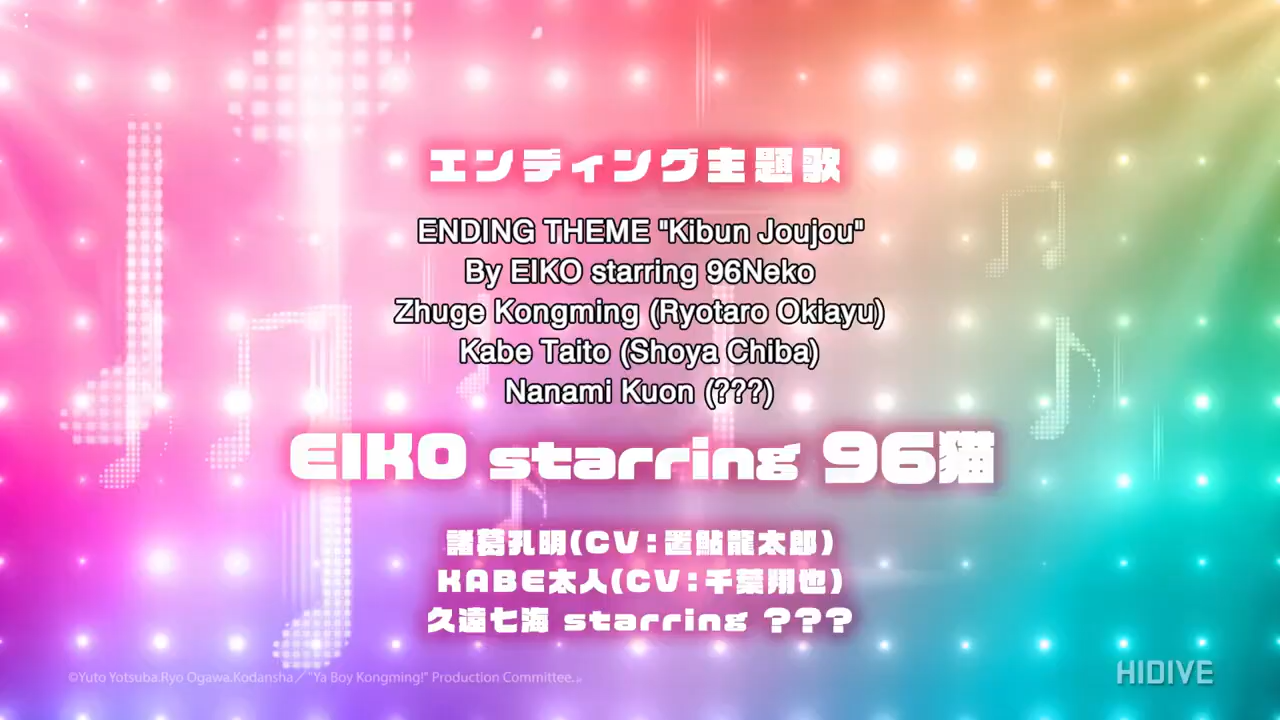 エンディング主題歌
ENDING THEME "Kibun Joujou"
By EIKO starring 96Neko
Zhuge Kongming (Ryotaro Okiayu)
Kabe Taito (Shoya Chiba)
Nanami Kuon (???)
EIKO starring 96猫
諸葛孔明(CV:置鮎龍太郎)
KABE太人(CV:千葉翔也)
久遠七海 starring ???
©Yuto Yotsuba.Ryo Ogawa.Kodansha／"Ya Boy Kongming!" Production Committee.
HIDIVE